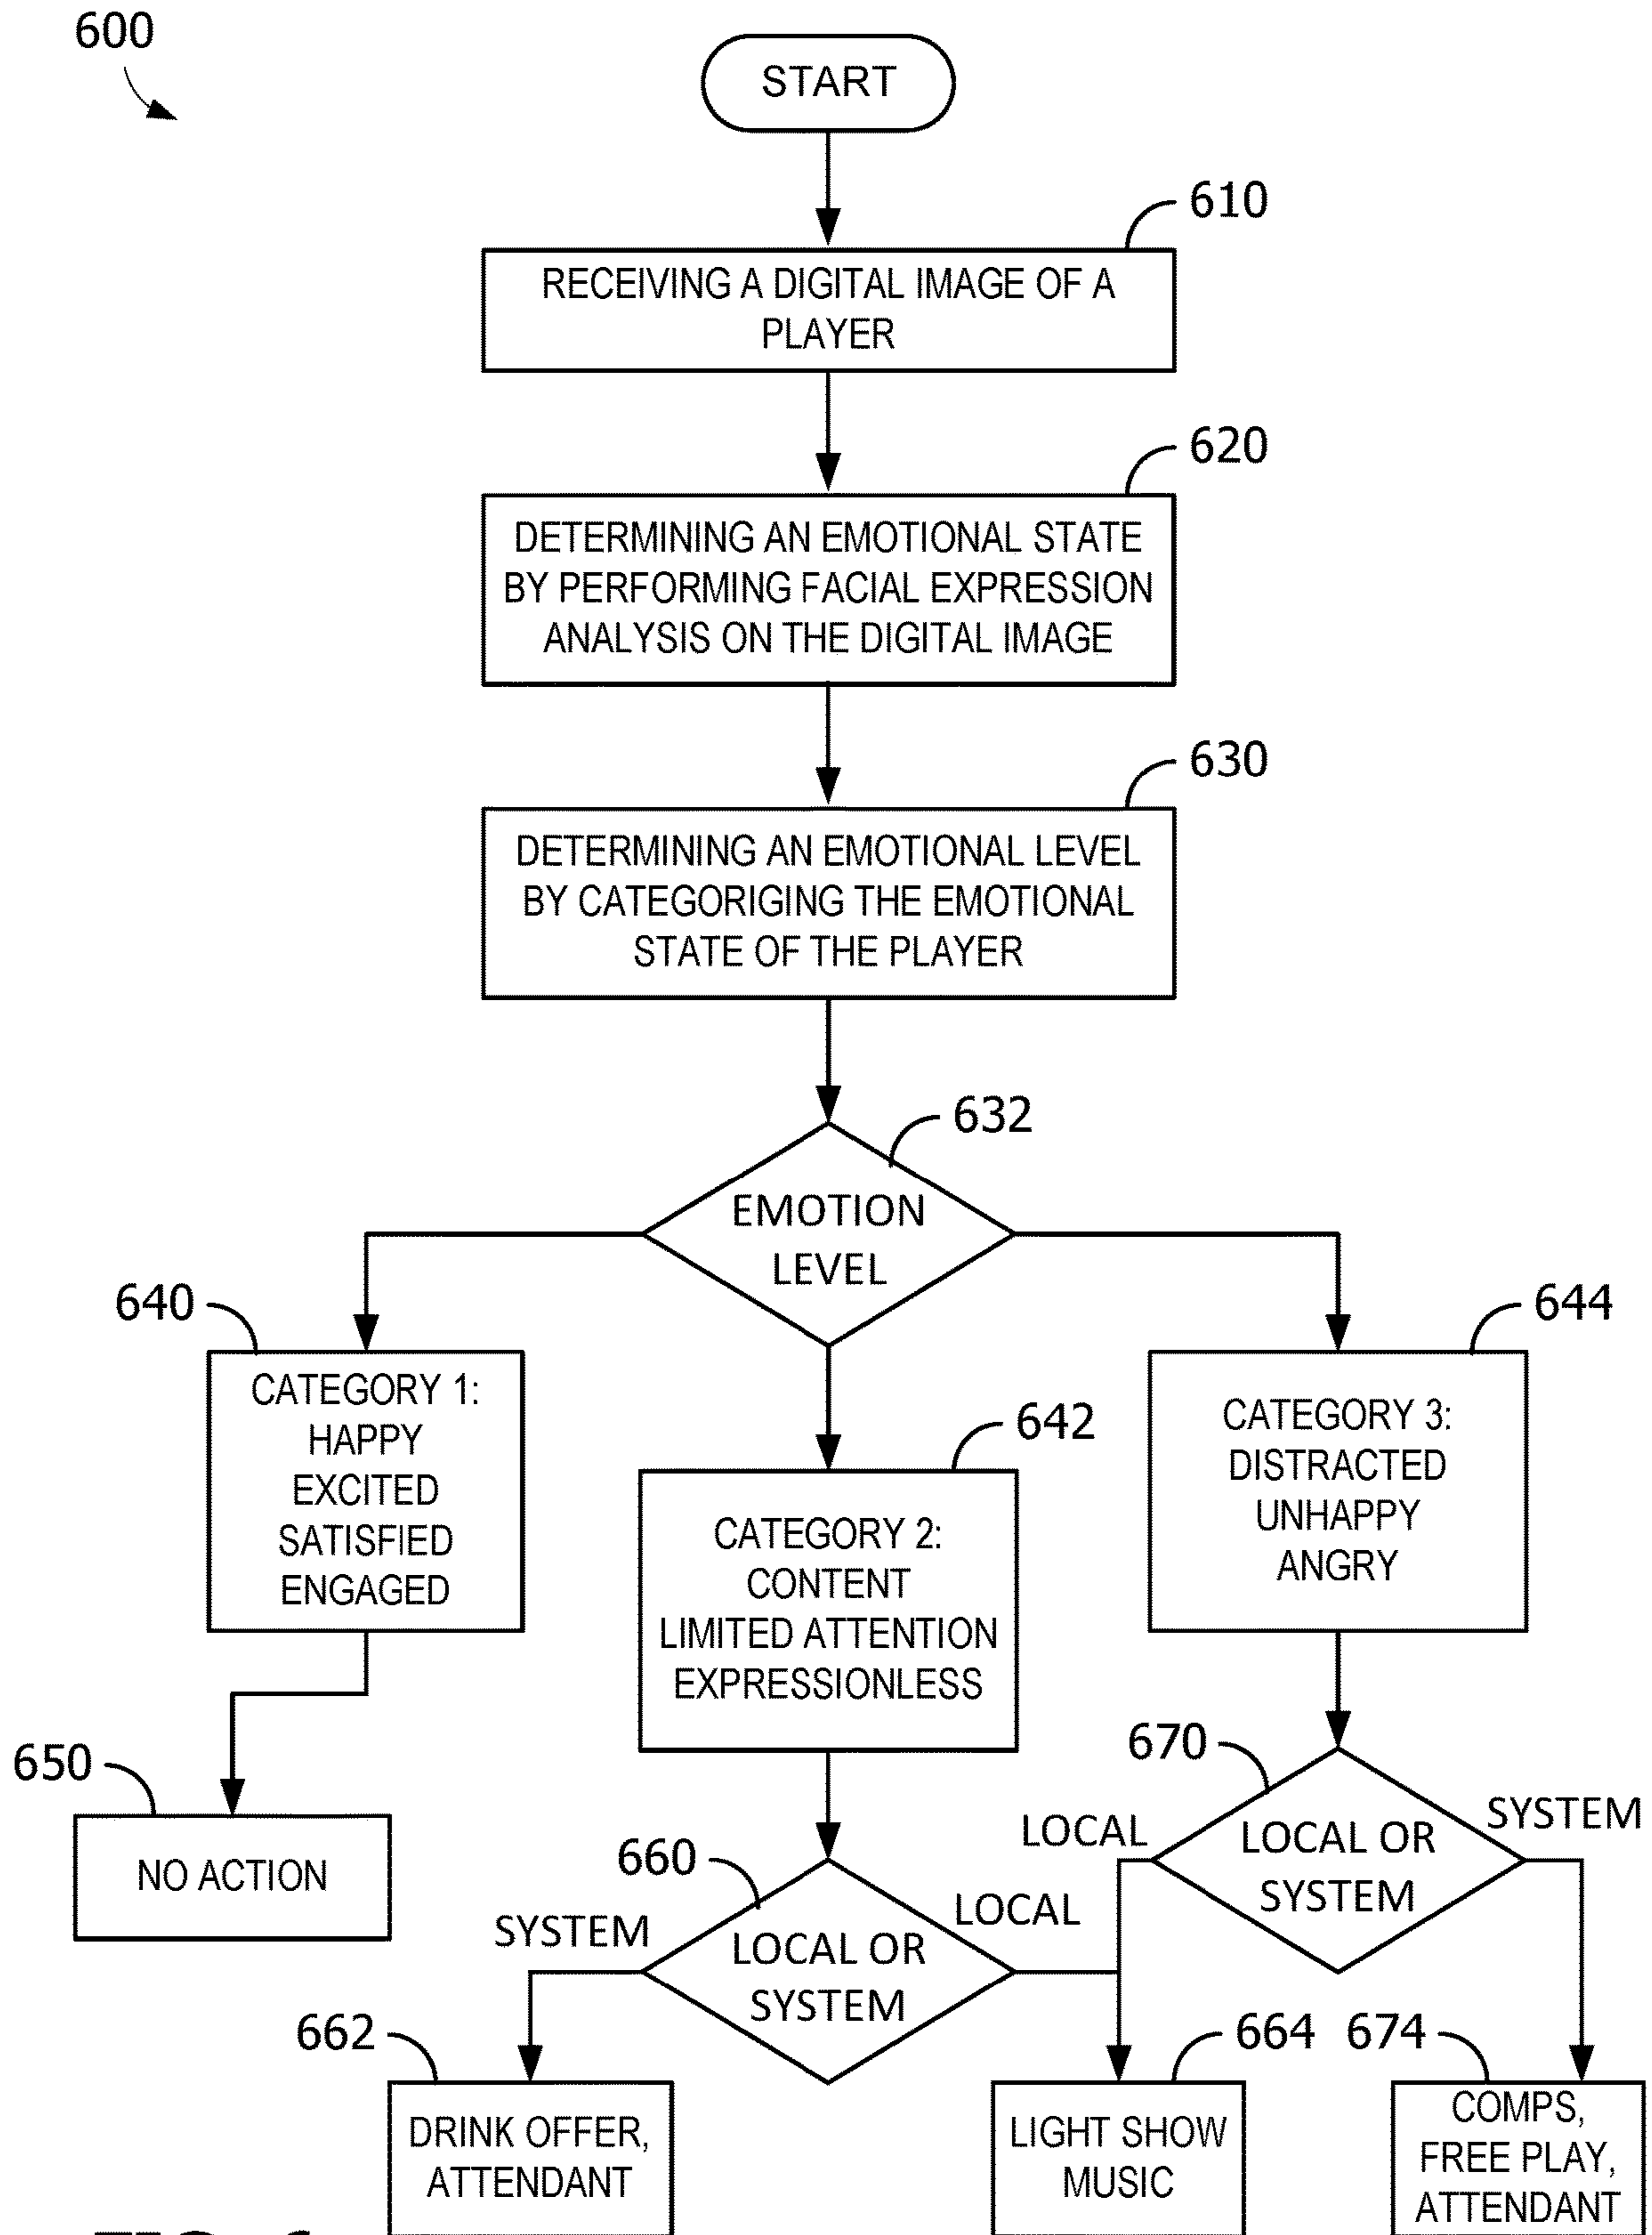 600
START
610
RECEIVING A DIGITAL IMAGE OF A
PLAYER
620
DETERMINING AN EMOTIONAL STATE
BY PERFORMING FACIAL EXPRESSION
ANALYSIS ON THE DIGITAL IMAGE
630
DETERMINING AN EMOTIONAL LEVEL
BY CATEGORIGING THE EMOTIONAL
STATE OF THE PLAYER
632
EMOTION
LEVEL
640
CATEGORY 1:
HAPPY
EXCITED
SATISFIED
ENGAGED
642
CATEGORY 2:
CONTENT
LIMITED ATTENTION
EXPRESSIONLESS
644
CATEGORY 3:
DISTRACTED
UNHAPPY
ANGRY
650
NO ACTION
660
SYSTEM
LOCAL OR
SYSTEM
LOCAL
670
LOCAL
LOCAL OR
SYSTEM
SYSTEM
662
DRINK OFFER,
ATTENDANT
664
LIGHT SHOW
MUSIC
674
COMPS,
FREE PLAY,
ATTENDANT